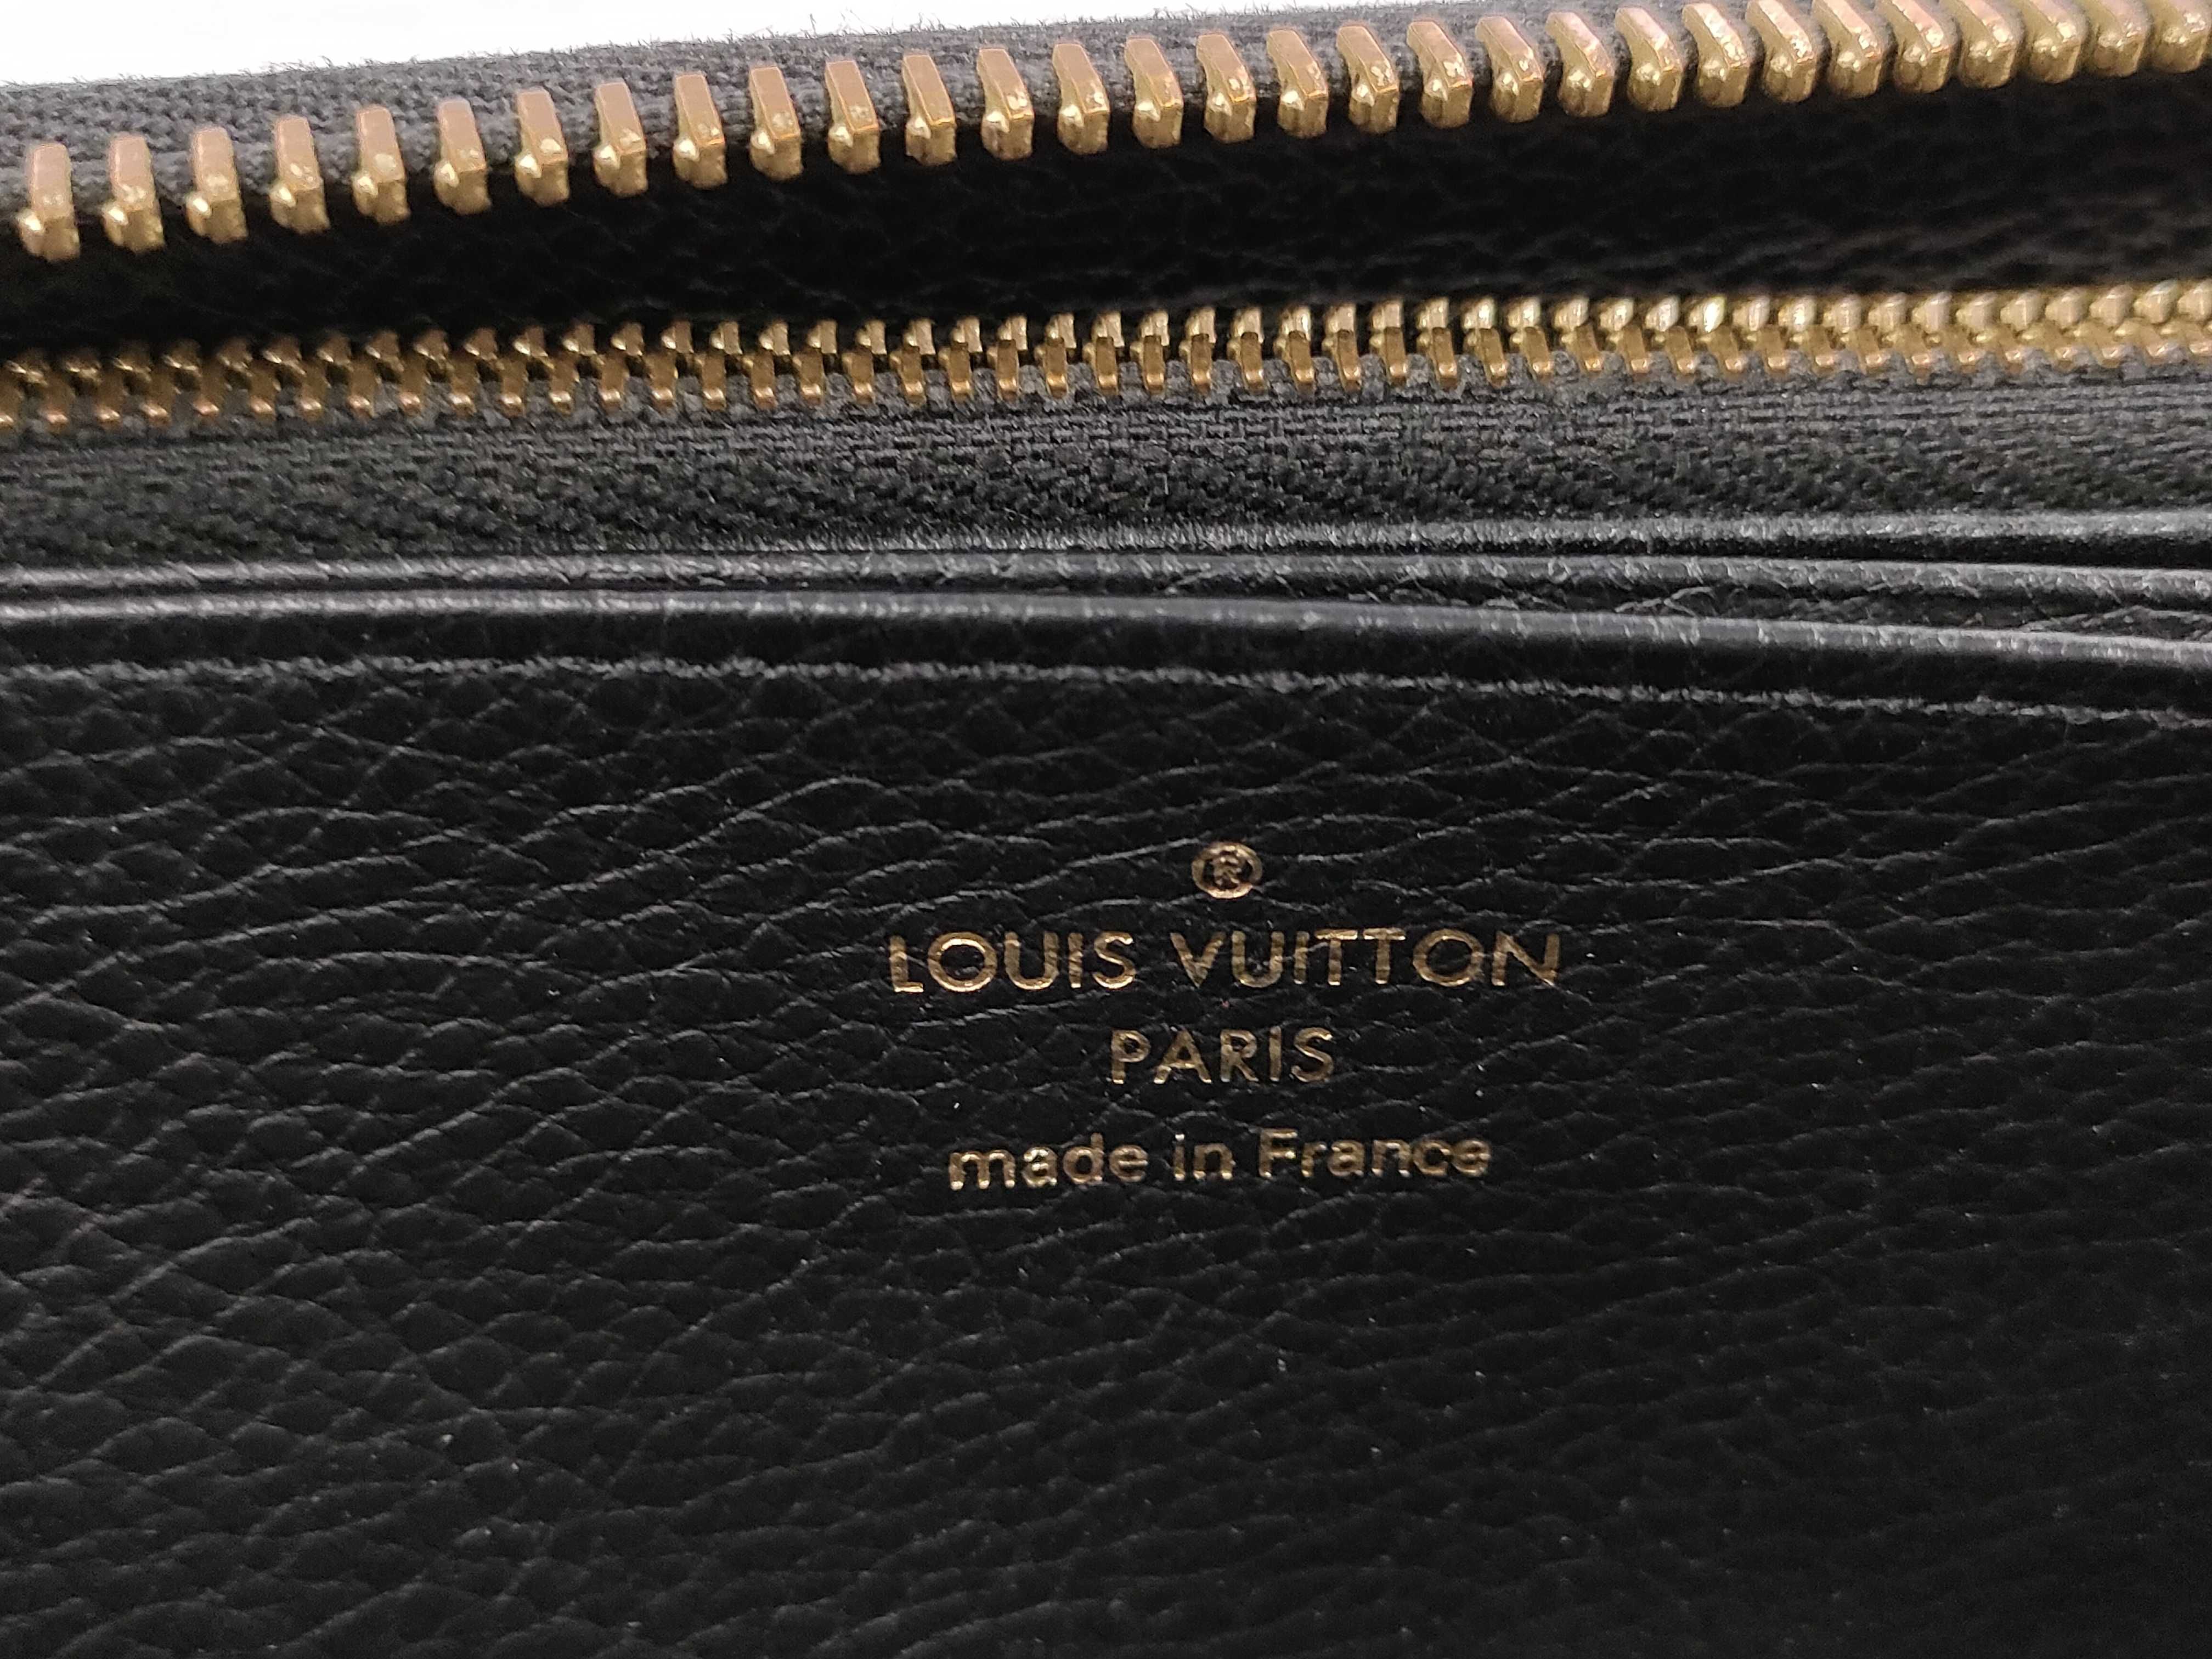 ®
LOUIS VUITTON
PARIS
made in France